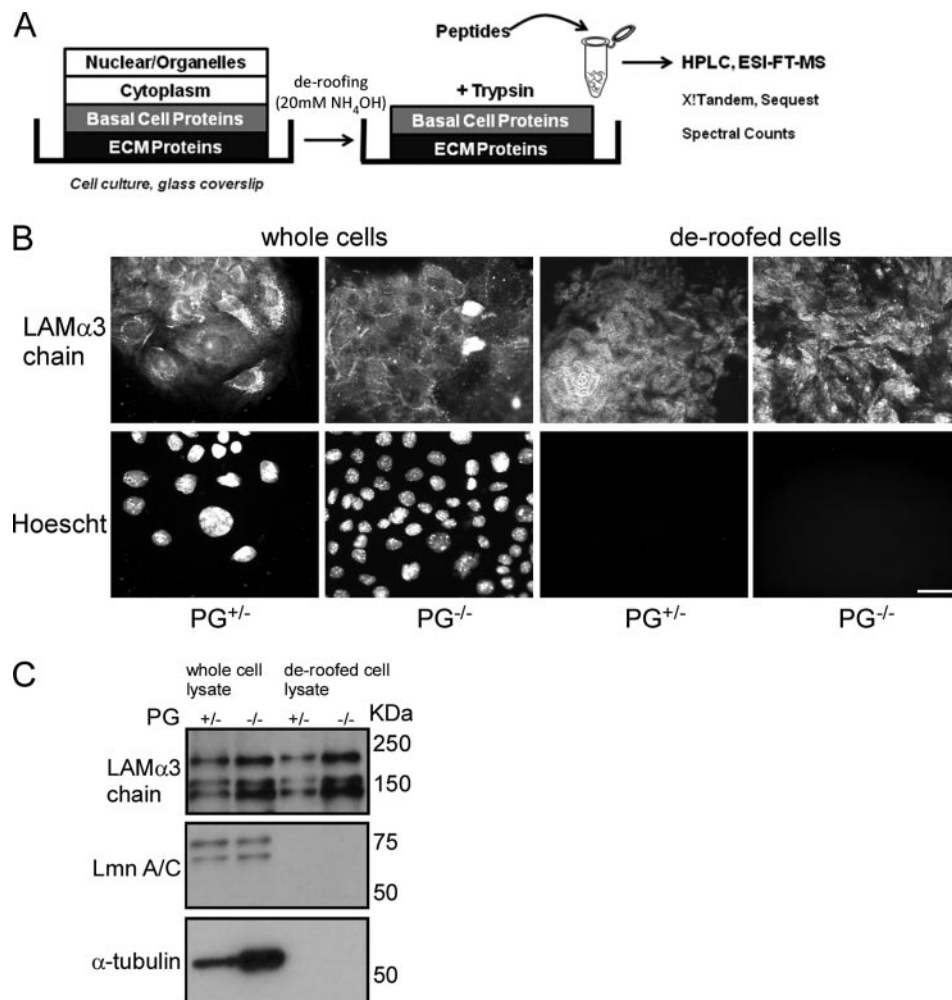 A
Nuclear/Organelles
Cytoplasm
Basal Cell Proteins
ECM Proteins
Cell culture, glass coverslip
de-roofing
(20mM NH4OH)
Peptides
+ Trypsin
Basal Cell Proteins
ECM Proteins
HPLC, ESI-FT-MS
X!Tandem, Sequest
Spectral Counts
B
whole cells de-roofed cells
LAMα3
chain
Hoescht
PG+/- PG-/- PG+/- PG-/-
C
whole cell de-roofed cell
lysate lysate
PG +/- -/- +/- -/- KDa
LAMα3
chain
250
150
Lmn A/C
75
50
α-tubulin
50